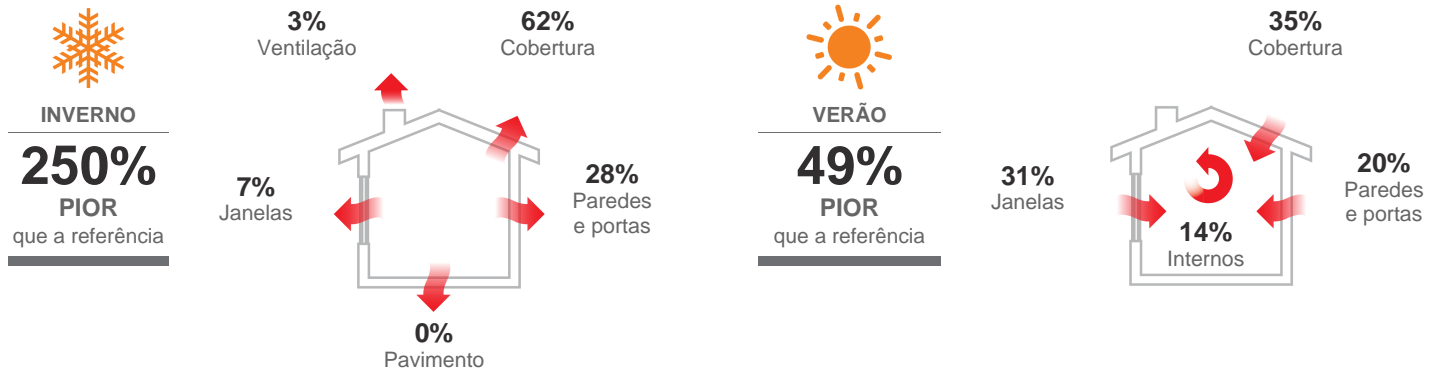 INVERNO
250%
PIOR
que a referência
3%
Ventilação
62%
Cobertura
7%
Janelas
28%
Paredes
e portas
0%
Pavimento
VERÃO
49%
PIOR
que a referência
35%
Cobertura
31%
Janelas
20%
Paredes
e portas
14%
Internos